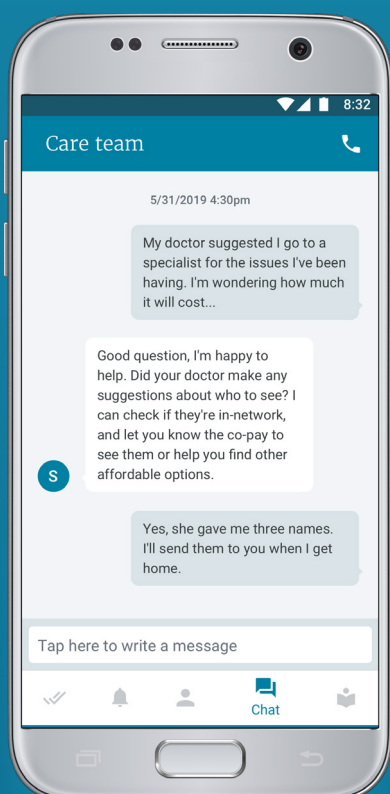 8:32
Care team
5/31/2019 4:30pm
My doctor suggested I go to a
specialist for the issues I've been
having. I'm wondering how much
it will cost...
Good question, I'm happy to
help. Did your doctor make any
suggestions about who to see? I
can check if they're in-network,
and let you know the co-pay to
see them or help you find other
affordable options.
S
Yes, she gave me three names.
I'll send them to you when I get
home.
Tap here to write a message
Chat